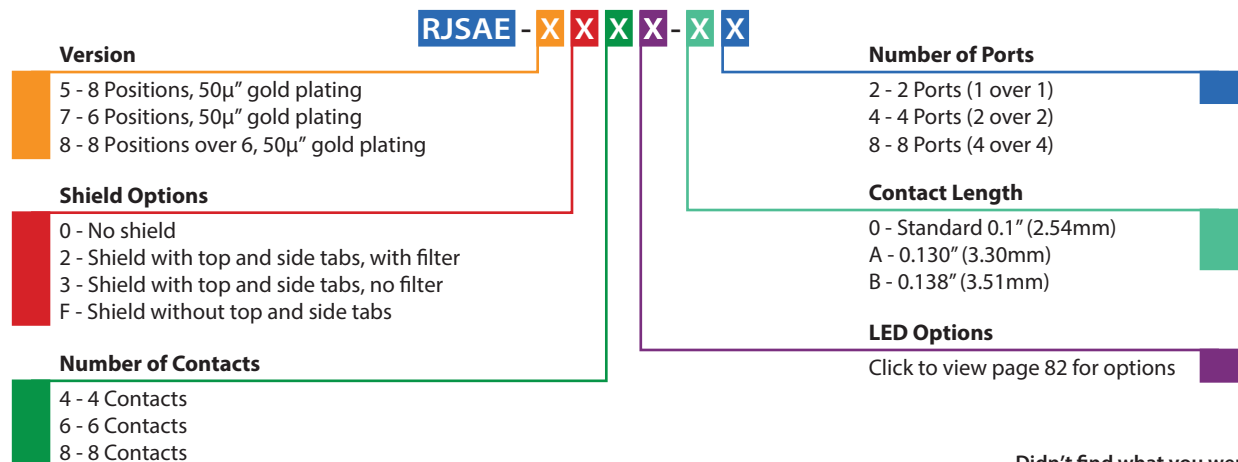 RJSAE - X X X X - X X
Version
5 - 8 Positions, 50µ” gold plating
7 - 6 Positions, 50µ” gold plating
8 - 8 Positions over 6, 50µ” gold plating
Shield Options
0 - No shield
2 - Shield with top and side tabs, with filter
3 - Shield with top and side tabs, no filter
F - Shield without top and side tabs
Number of Contacts
4 - 4 Contacts
6 - 6 Contacts
8 - 8 Contacts
Number of Ports
2 - 2 Ports (1 over 1)
4 - 4 Ports (2 over 2)
8 - 8 Ports (4 over 4)
Contact Length
0 - Standard 0.1” (2.54mm)
A - 0.130” (3.30mm)
B - 0.138” (3.51mm)
LED Options
Click to view page 82 for options
Didn’t find what you wer